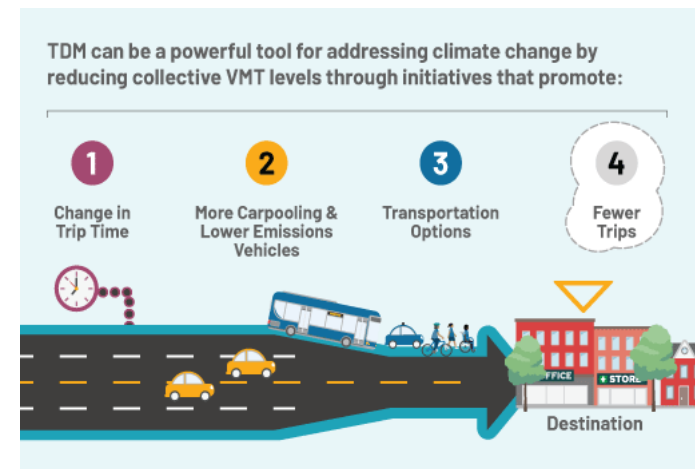 TDM can be a powerful tool for addressing climate change by
reducing collective VMT levels through initiatives that promote:
1
2
3
4
Change in
Trip Time
More Carpooling &
Lower Emissions
Vehicles
Transportation
Options
Fewer
Trips
FFICE
STORE
Destination